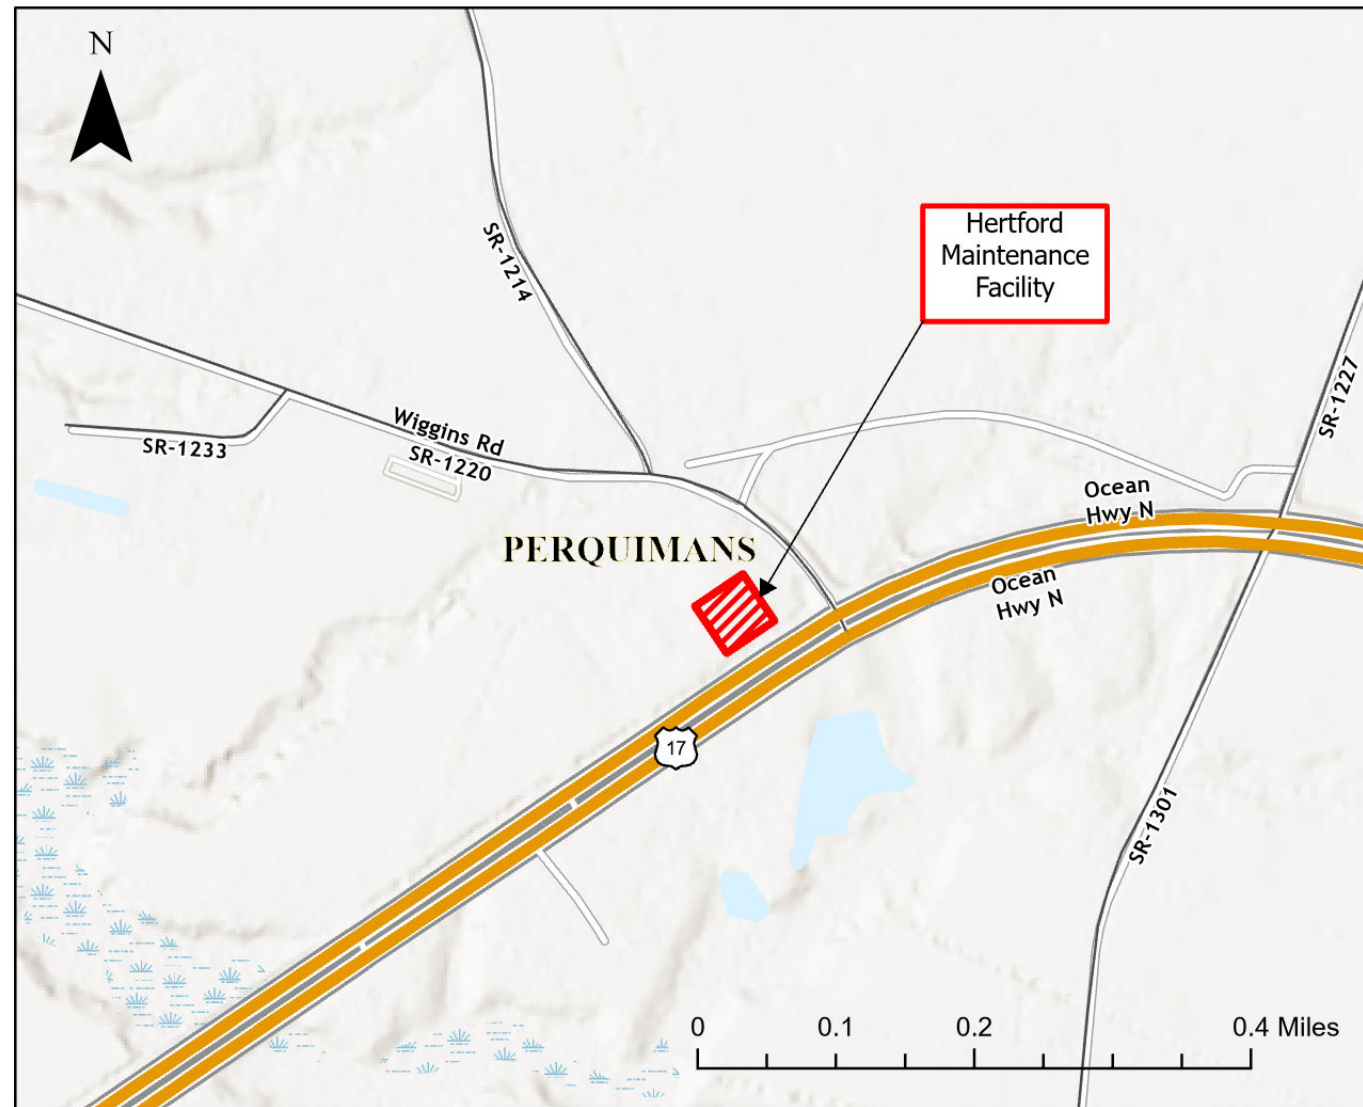 N
SR-1214
Hertford
Maintenance
Facility
SR-1227
Wiggins Rd
SR-1233
SR-1220
Ocean
Hwy N
PERQUIMANS
Ocean
Hwy N
17
SR-1301
0 0.1 0.2 0.4 Miles